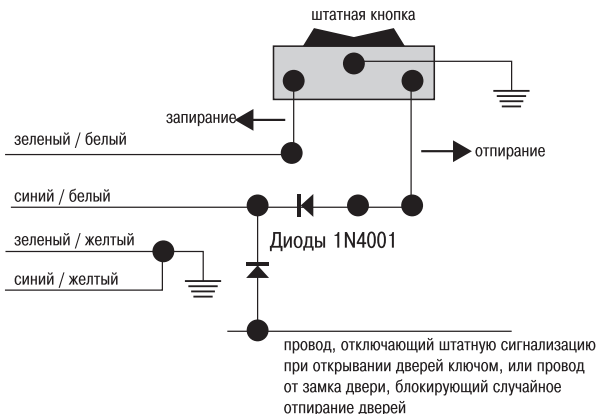 штатная кнопка
запирание
зеленый / белый
отпирание
синий / белый
Диоды 1N4001
зеленый / желтый
синий / желтый
провод, отключающий штатную сигнализацию
при открывании дверей ключом, или провод
от замка двери, блокирующий случайное
отпирание дверей